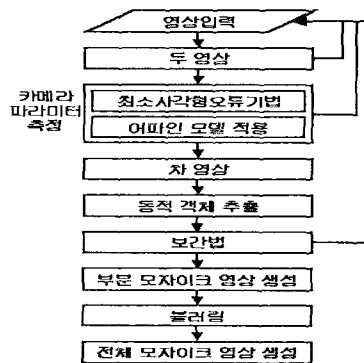 영상입력
두 영상
카메라
파라미터
측정
최소사각형오류기법
어파인 모델 적용
차 영상
동적 객체 추출
보간법
부분 모자이크 영상 생성
블러링
전체 모자이크 영상 생성